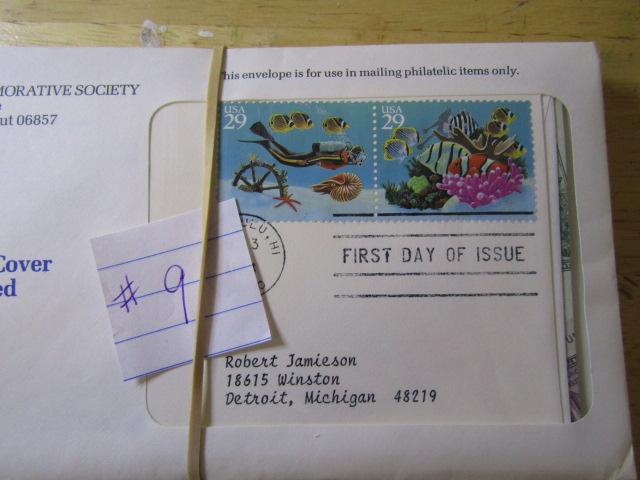 This envelope is for use in mailing philatelic items only.
MORATIVE SOCIETY
ut 06857
USA
29
USA
29
LU, HI
3
FIRST DAY OF ISSUE
Cover
ed
# 9
Robert Jamieson
18615 Winston
Detroit, Michigan 48219